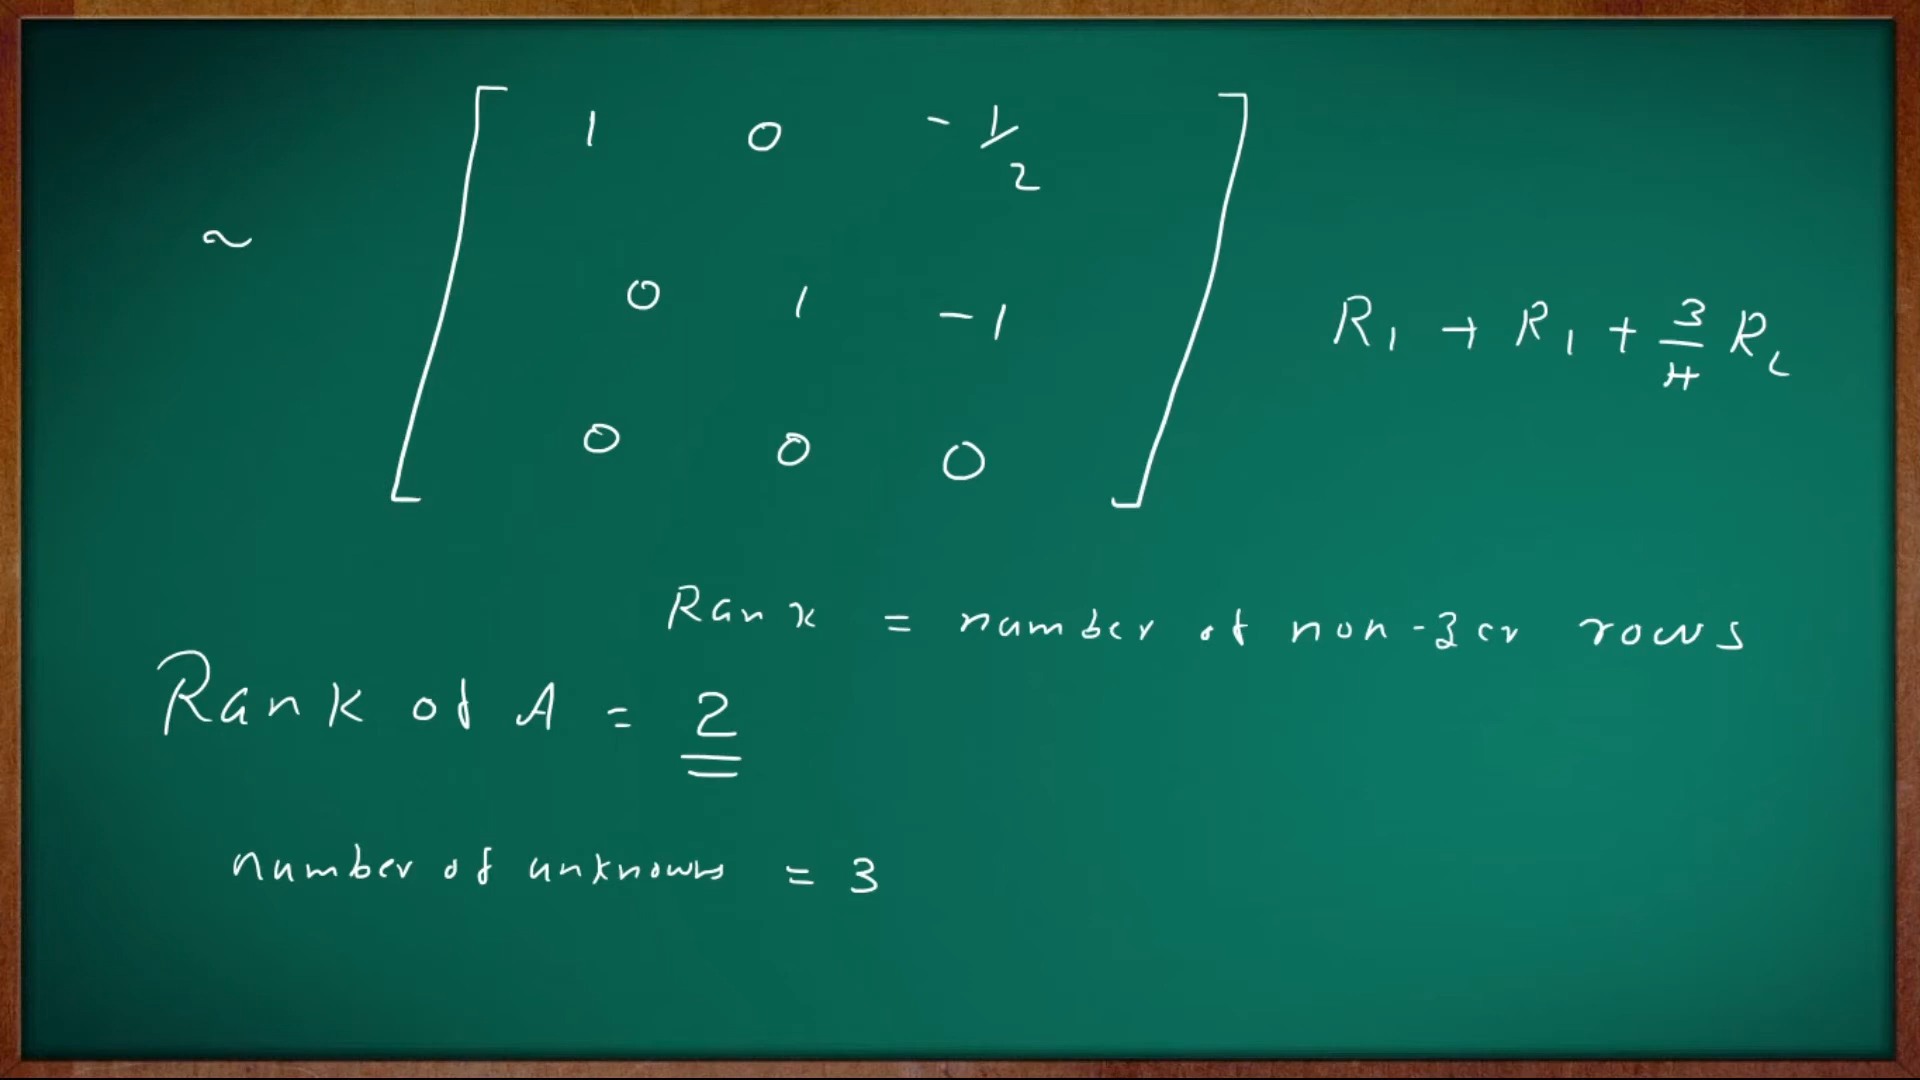 1 0 -1/2
~ 0 1 -1 R1 → R1 + 3/4 R2
0 0 0
Rank = number of non-zer rows
Rank of A = 2
number of unknowns = 3